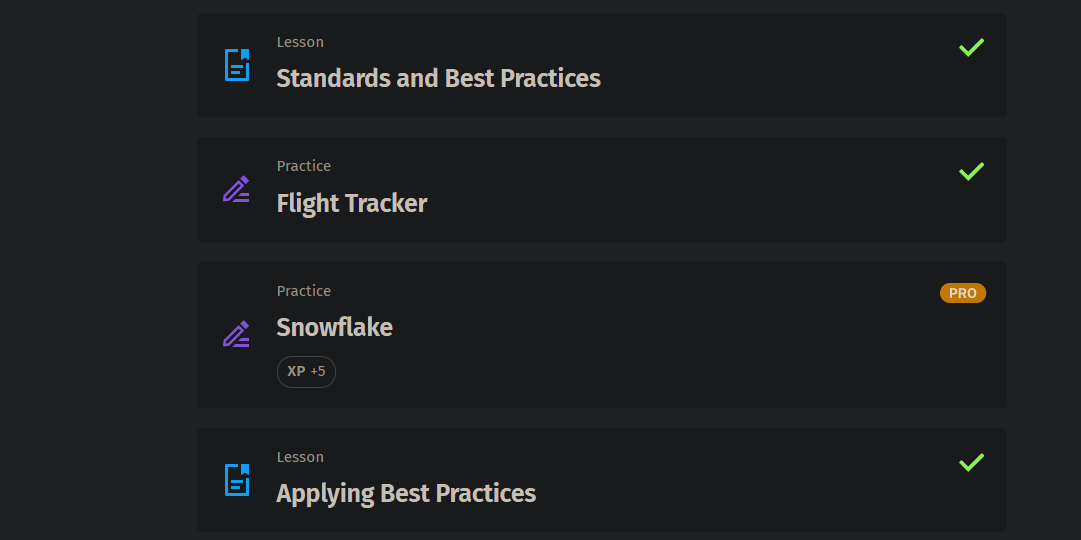 Lesson
Standards and Best Practices
Practice
Flight Tracker
Practice
PRO
Snowflake
XP +5
Lesson
Applying Best Practices